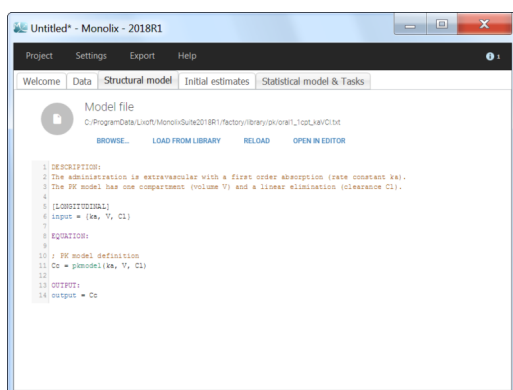 Untitled* - Monolix - 2018R1
Project Settings Export Help 1
Welcome Data Structural model Initial estimates Statistical model & Tasks
Model file
C:/ProgramData/Lixoft/MonolixSuite2018R1/factory/library/pk/oral1_1cpt_kaVCl.txt
BROWSE... LOAD FROM LIBRARY RELOAD OPEN IN EDITOR
1 DESCRIPTION:
2 The administration is extravascular with a first order absorption (rate constant ka).
3 The PK model has one compartment (volume V) and a linear elimination (clearance Cl).
4
5 [LONGITUDINAL]
6 input = {ka, V, Cl}
7
8 EQUATION:
9
10 ; PK model definition
11 Cc = pkmodel(ka, V, Cl)
12
13 OUTPUT:
14 output = Cc